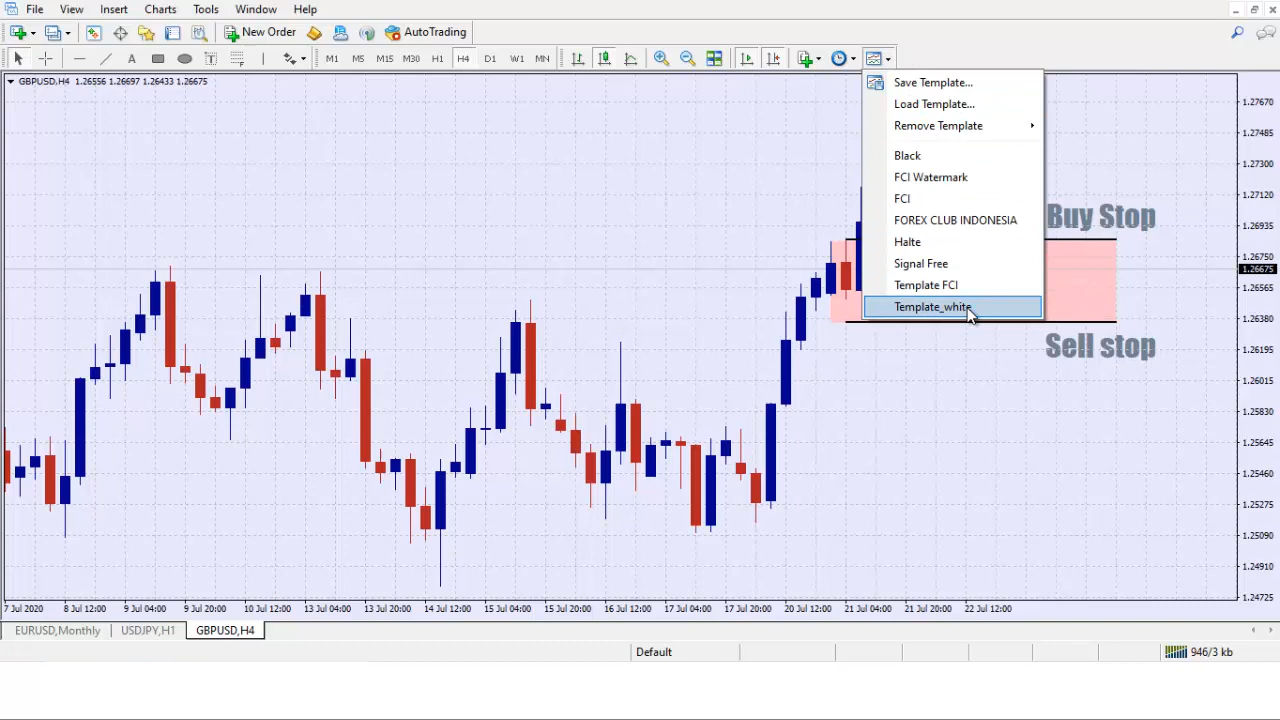 File View Insert Charts Tools Window Help
New Order AutoTrading
A T M1 M5 M15 M30 H1 H4 D1 W1 MN
GBPUSD,H4 1.26556 1.26697 1.26433 1.26675
Save Template...
Load Template...
Remove Template
Black
FCI Watermark
FCI
FOREX CLUB INDONESIA
Halte
Signal Free
Template FCI
Template_white
Buy Stop
Sell stop
1.27670
1.27485
1.27300
1.27120
1.26935
1.26675
1.26565
1.26380
1.26195
1.26015
1.25830
1.25645
1.25460
1.25275
1.25090
1.24910
1.24725
7 Jul 2020 8 Jul 12:00 9 Jul 04:00 9 Jul 20:00 10 Jul 12:00 13 Jul 04:00 13 Jul 20:00 14 Jul 12:00 15 Jul 04:00 15 Jul 20:00 16 Jul 12:00 17 Jul 04:00 17 Jul 20:00 20 Jul 12:00 21 Jul 04:00 21 Jul 20:00 22 Jul 12:00
EURUSD,Monthly USDJPY,H1 GBPUSD,H4
Default 946/3 kb